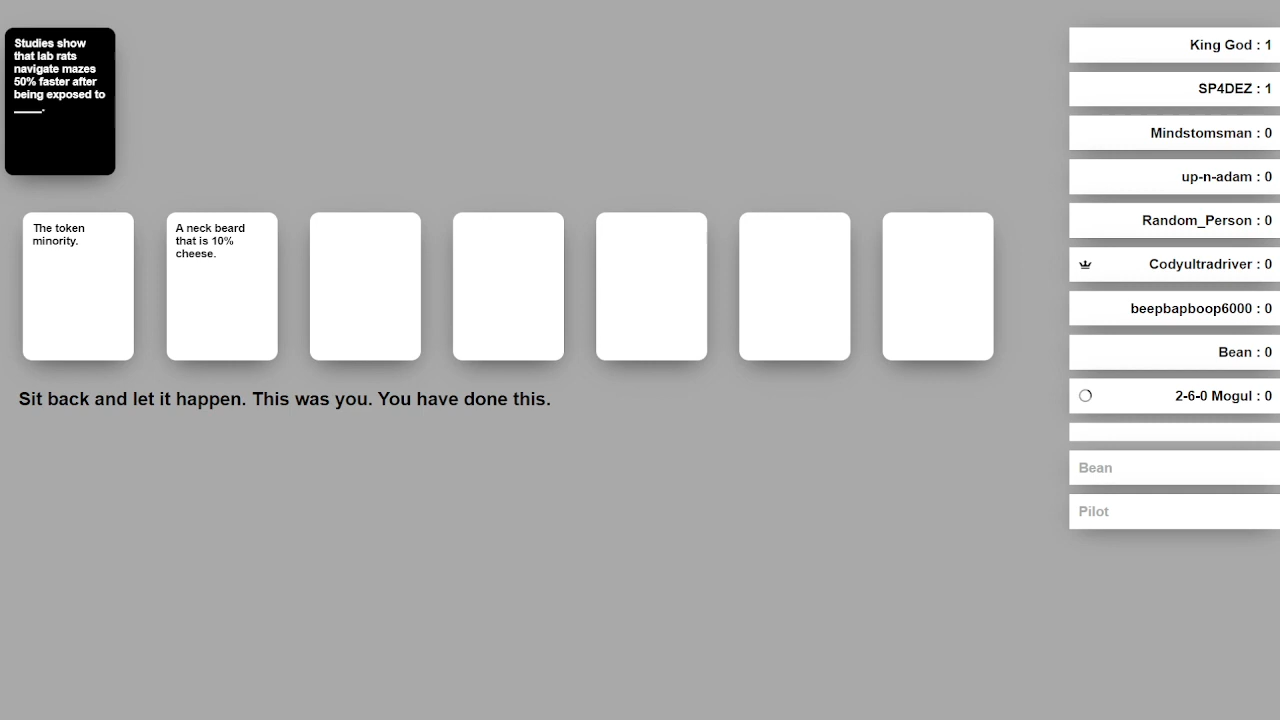 Studies show
that lab rats
navigate mazes
50% faster after
being exposed to
_____.
The token
minority.
A neck beard
that is 10%
cheese.
Sit back and let it happen. This was you. You have done this.
King God : 1
SP4DEZ : 1
Mindstomsman : 0
up-n-adam : 0
Random_Person : 0
Codyultradriver : 0
beepbapboop6000 : 0
Bean : 0
2-6-0 Mogul : 0
Bean
Pilot